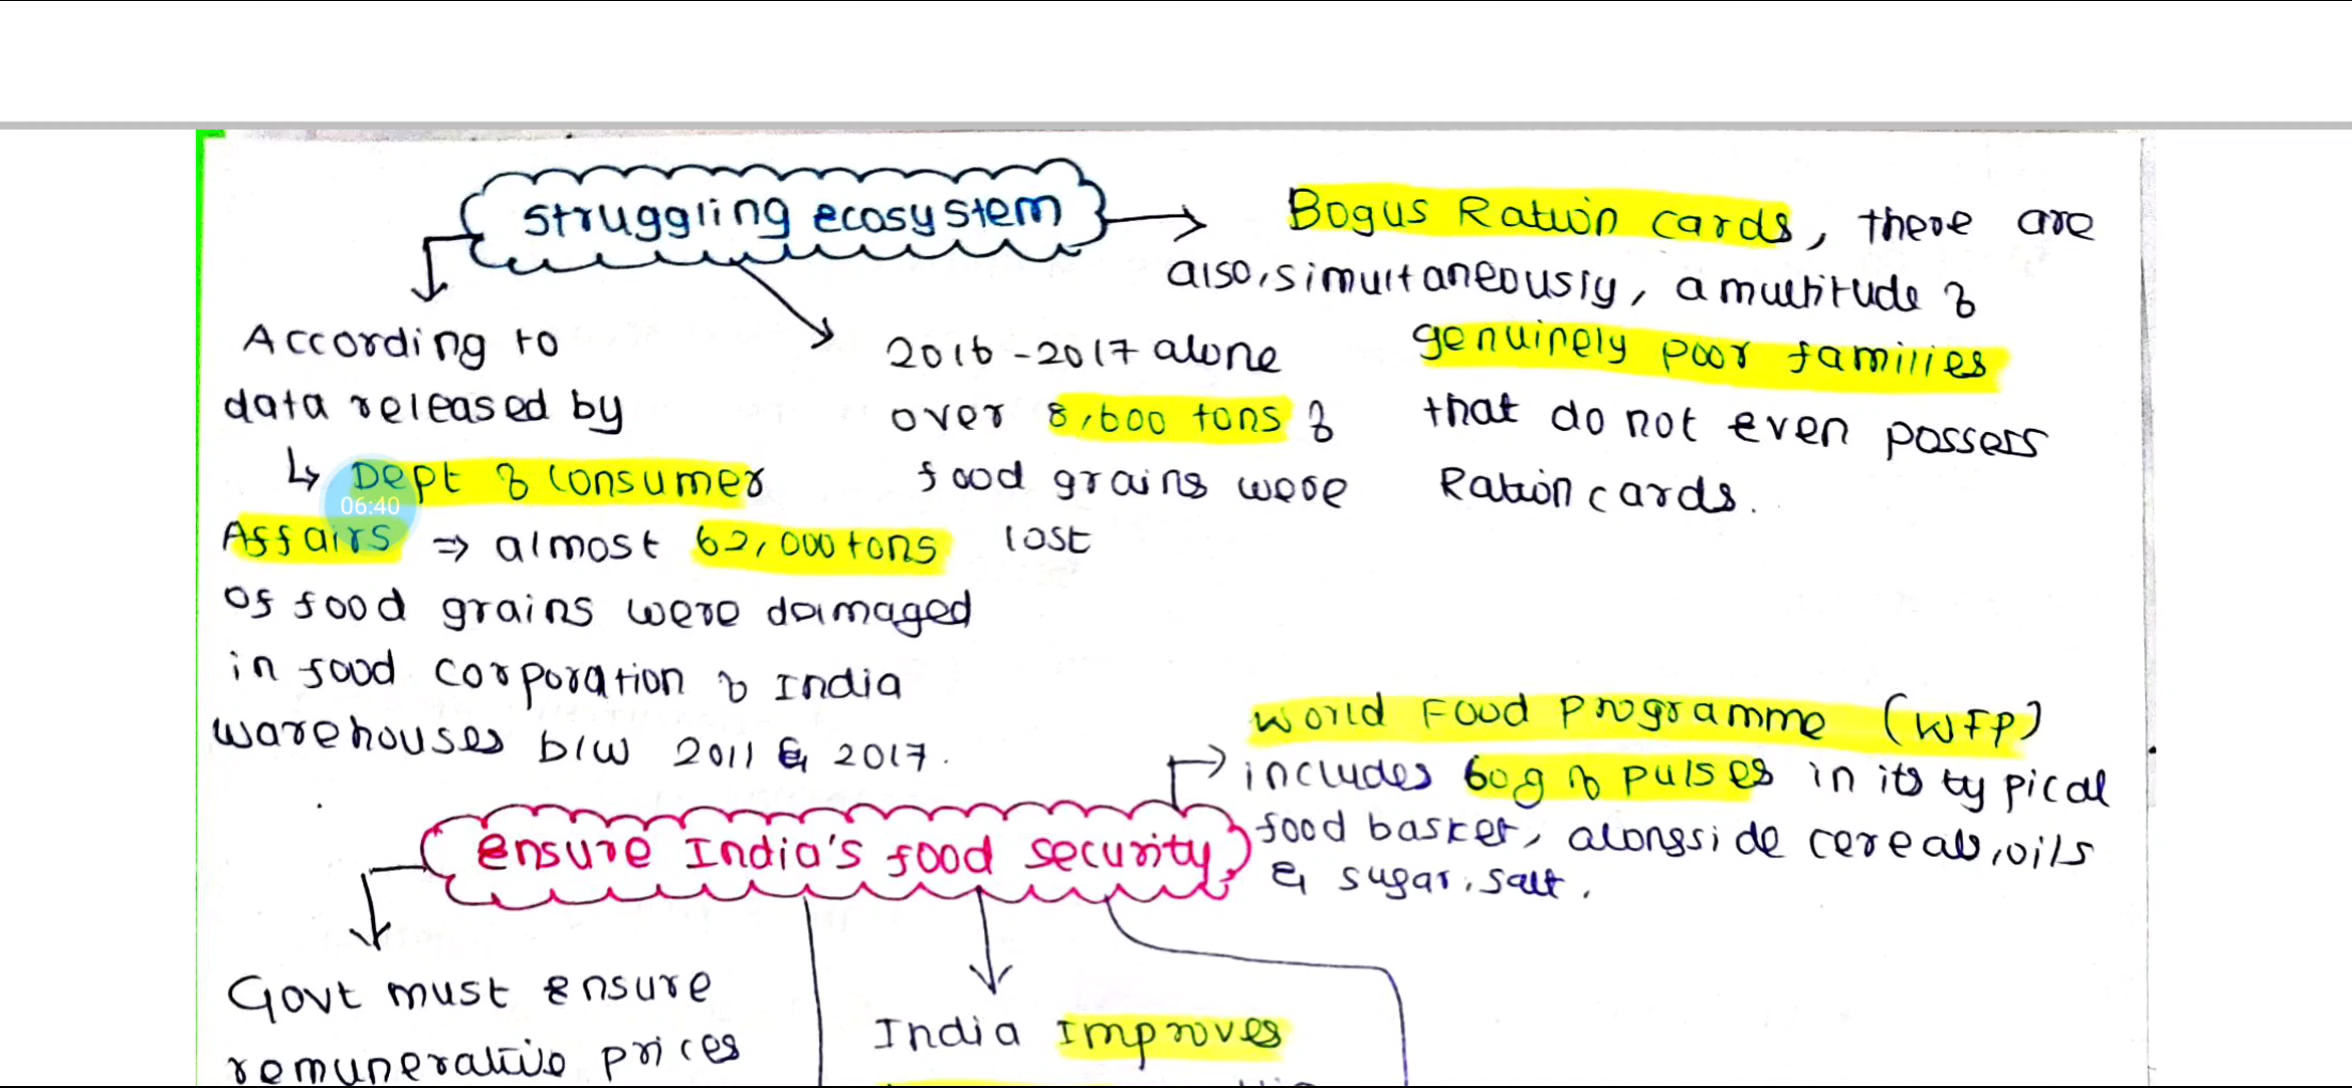 Struggling ecosystem
Bogus Ration cards, there are
also, simultaneously, a multitude of
genuinely poor families
that do not even possess
Ration cards.
According to
data released by
↳ Dept of consumer
06:40
Affairs ⇒ almost 62,000 tons
of food grains were damaged
in food corporation of India
warehouses b/w 2011 & 2017.
2016-2017 alone
over 8,600 tons of
food grains were
lost
World Food Programme (WFP)
includes 60g of pulses in its typical
food basket, alongside cereals, oils
& sugar, salt.
ensure India's food security
Govt must ensure
remunerative prices
India Improves